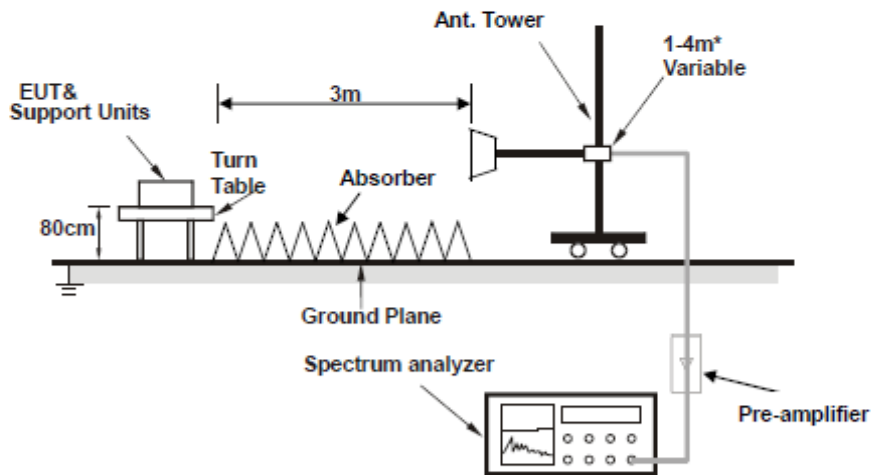 Ant. Tower
1-4m*
Variable
3m
EUT&
Support Units
Turn
Table
Absorber
80cm
Ground Plane
Spectrum analyzer
Pre-amplifier